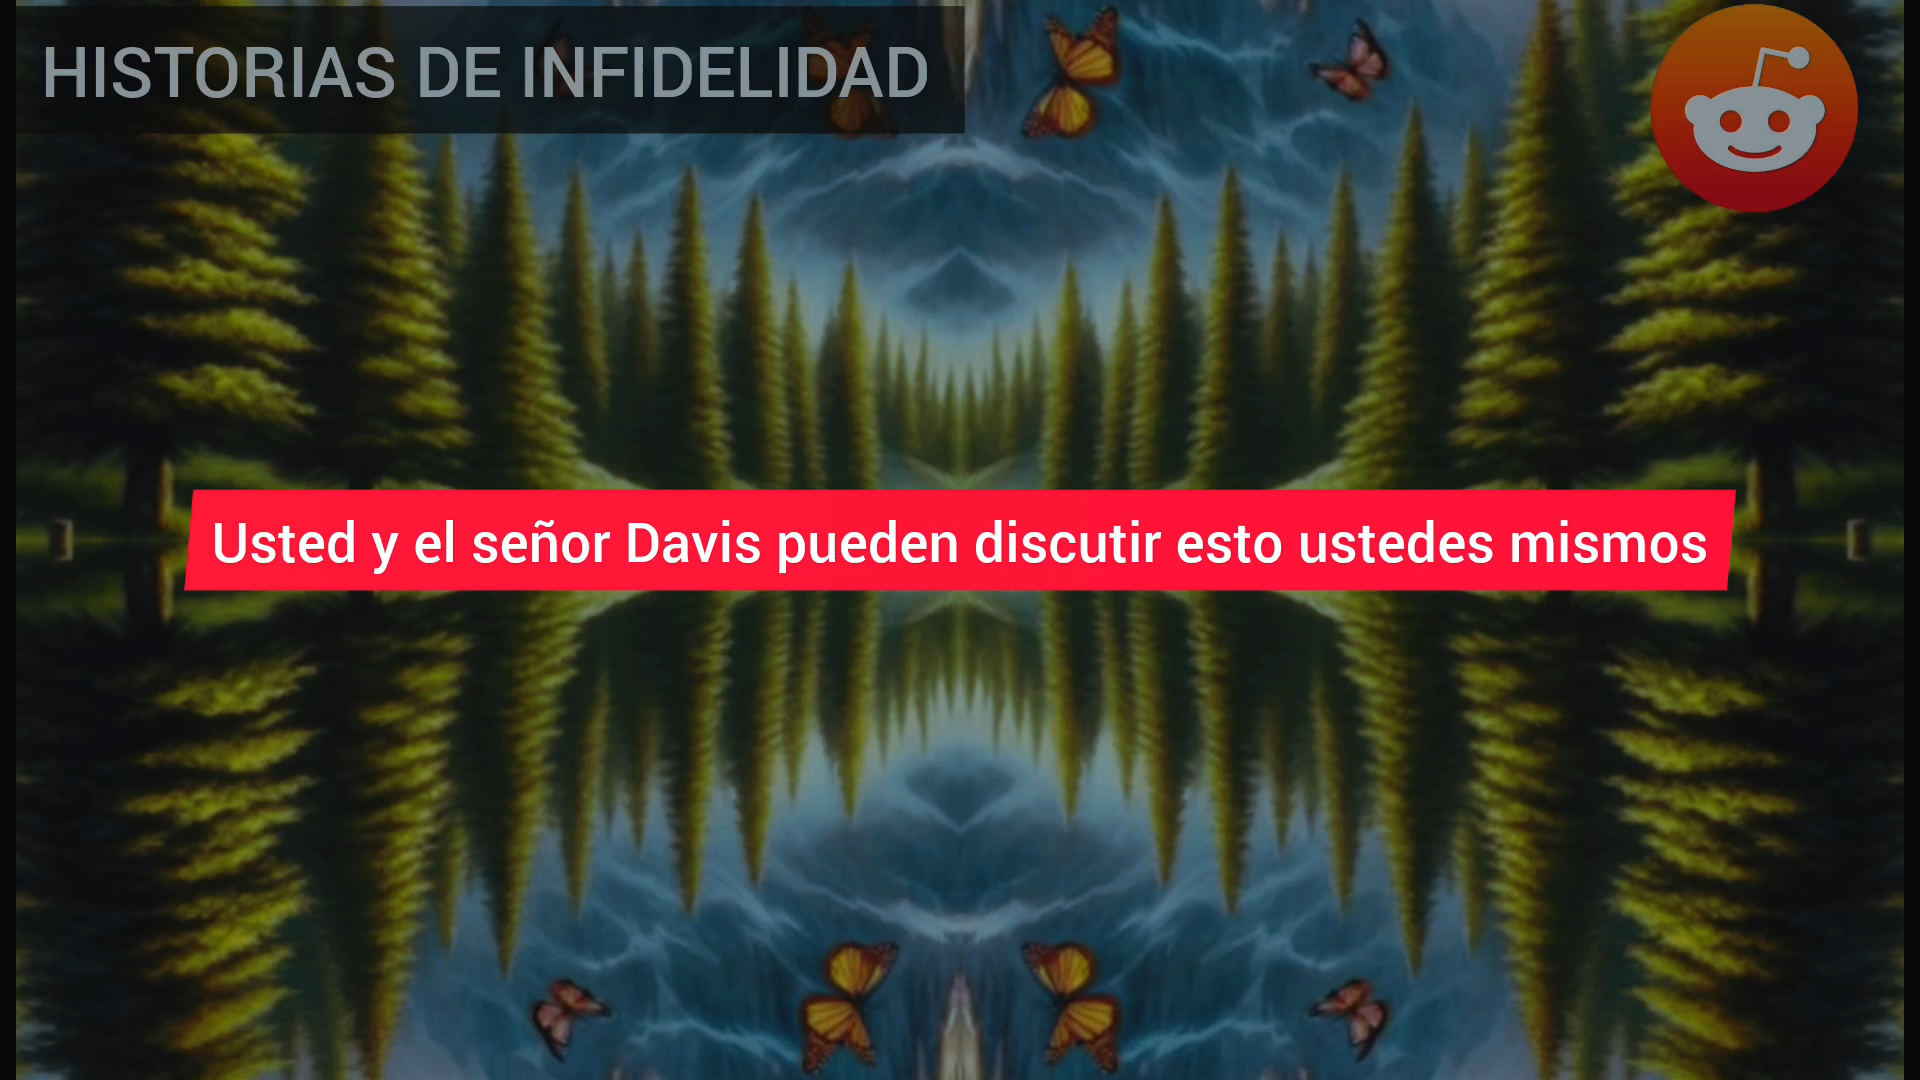 HISTORIAS DE INFIDELIDAD
Usted y el señor Davis pueden discutir esto ustedes mismos